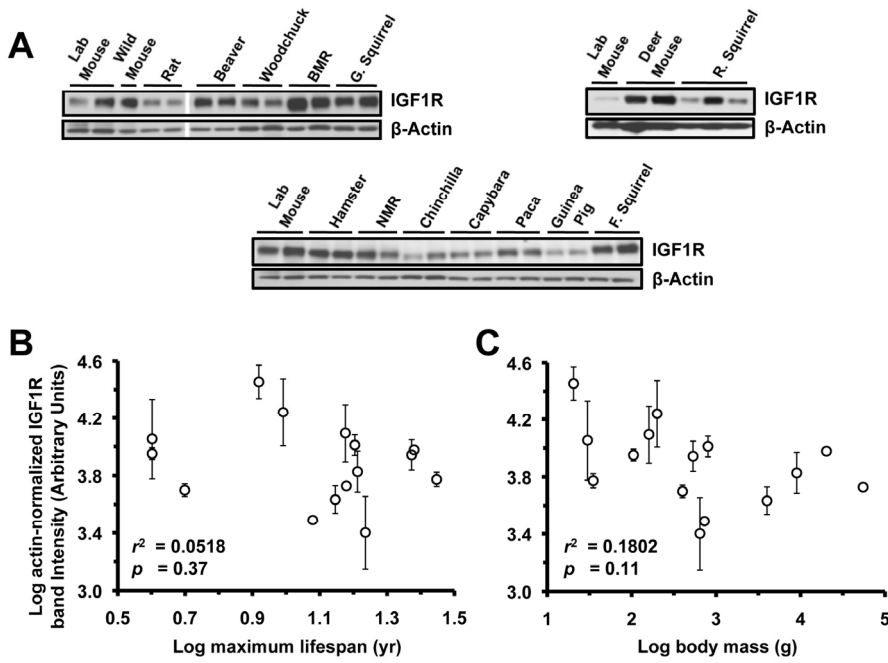 A
Lab Mouse
Wild Mouse
Rat
Beaver
Woodchuck
BMR
G. Squirrel
IGF1R
β-Actin
Lab Mouse
Deer Mouse
R. Squirrel
IGF1R
β-Actin
Lab Mouse
Hamster
NMR
Chinchilla
Capybara
Paca
Guinea Pig
F. Squirrel
IGF1R
β-Actin
B
Log actin-normalized IGF1R
band Intensity (Arbitrary Units)
4.6
4.2
3.8
3.4
3.0
r² = 0.0518
p = 0.37
0.5 0.7 0.9 1.1 1.3 1.5
Log maximum lifespan (yr)
C
4.6
4.2
3.8
3.4
3.0
r² = 0.1802
p = 0.11
1 2 3 4 5
Log body mass (g)